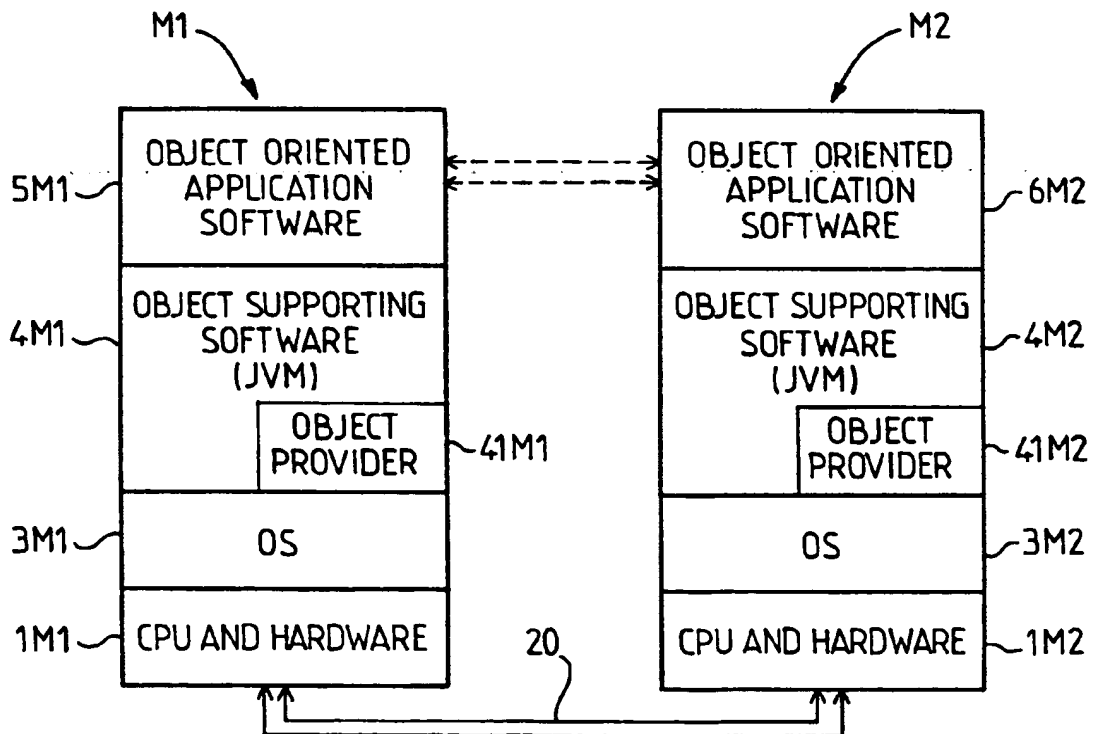 M1
M2
OBJECT ORIENTED
APPLICATION
SOFTWARE
5M1
OBJECT ORIENTED
APPLICATION
SOFTWARE
6M2
OBJECT SUPPORTING
SOFTWARE
(JVM)
4M1
OBJECT SUPPORTING
SOFTWARE
(JVM)
4M2
OBJECT
PROVIDER
41M1
OBJECT
PROVIDER
41M2
3M1
OS
OS
3M2
1M1
CPU AND HARDWARE
CPU AND HARDWARE
1M2
20